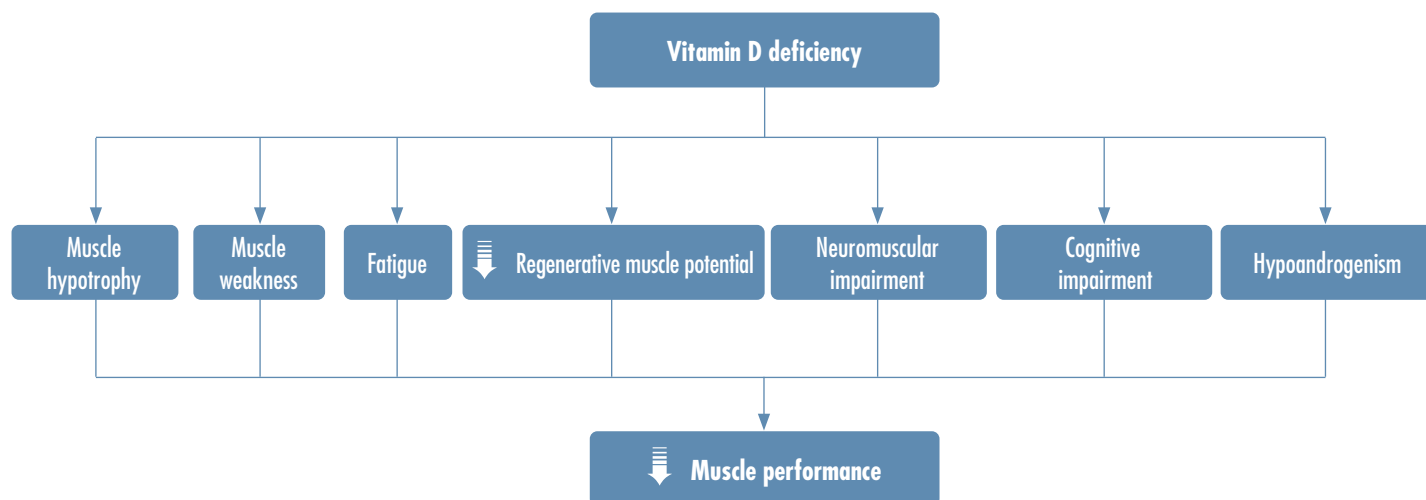 Vitamin D deficiency
Muscle
hypotrophy
Muscle
weakness
Fatigue
Regenerative muscle potential
Neuromuscular
impairment
Cognitive
impairment
Hypoandrogenism
Muscle performance